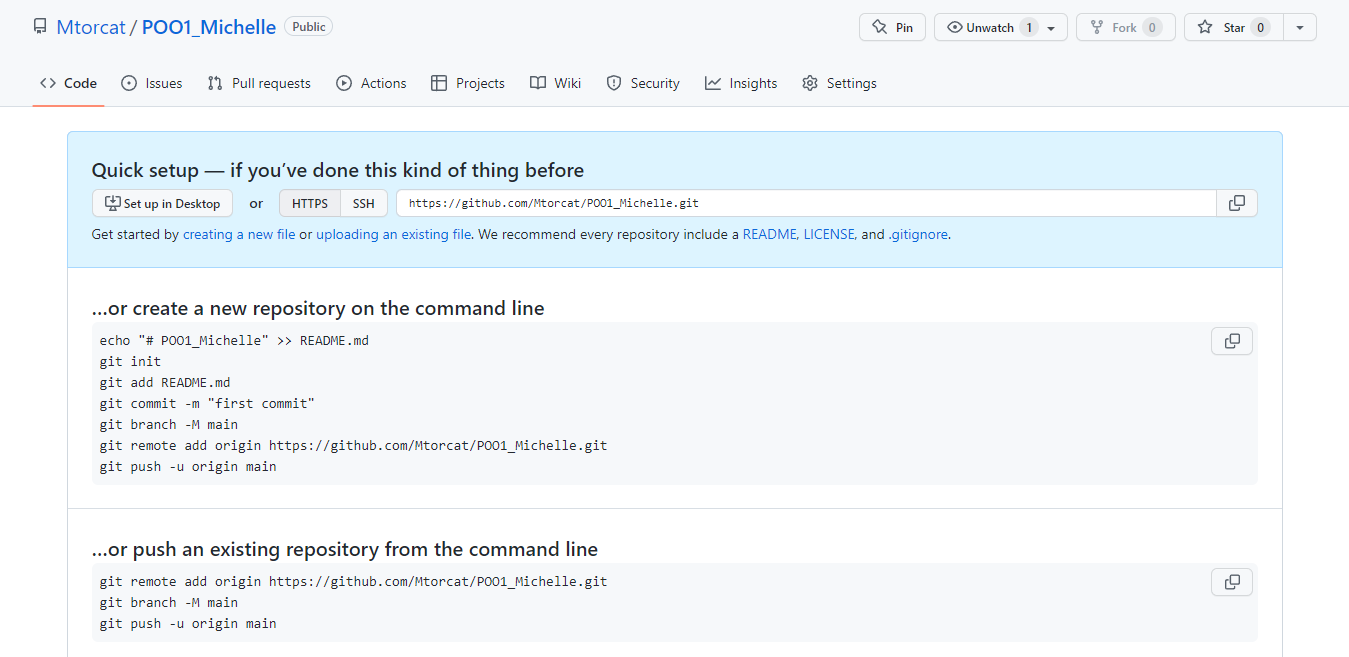 Mtorcat / POO1_Michelle Public Pin Unwatch 1 Fork 0 Star 0
Code Issues Pull requests Actions Projects Wiki Security Insights Settings
Quick setup — if you’ve done this kind of thing before
Set up in Desktop or HTTPS SSH https://github.com/Mtorcat/POO1_Michelle.git
Get started by creating a new file or uploading an existing file. We recommend every repository include a README, LICENSE, and .gitignore.
…or create a new repository on the command line
echo "# POO1_Michelle" >> README.md
git init
git add README.md
git commit -m "first commit"
git branch -M main
git remote add origin https://github.com/Mtorcat/POO1_Michelle.git
git push -u origin main
…or push an existing repository from the command line
git remote add origin https://github.com/Mtorcat/POO1_Michelle.git
git branch -M main
git push -u origin main